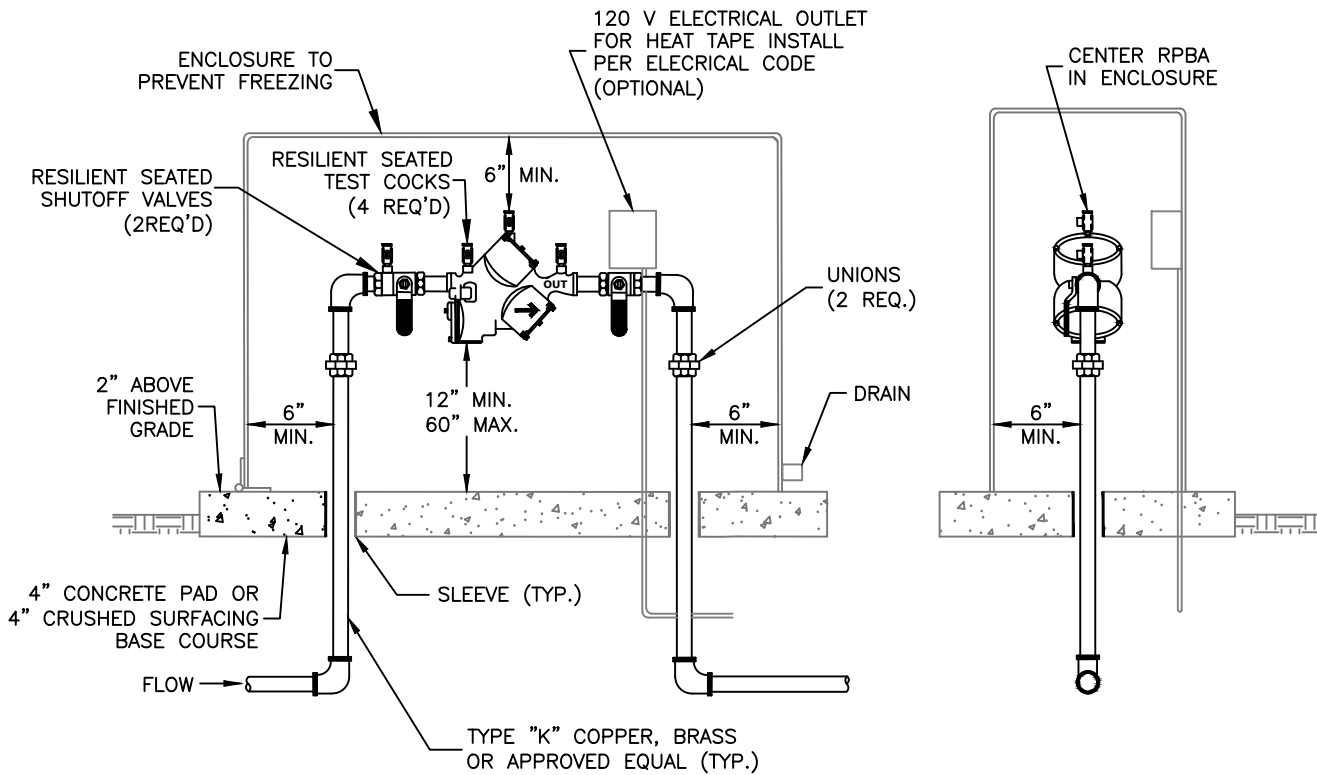 120 V ELECTRICAL OUTLET
FOR HEAT TAPE INSTALL
PER ELECRICAL CODE
(OPTIONAL)
ENCLOSURE TO
PREVENT FREEZING
CENTER RPBA
IN ENCLOSURE
RESILIENT SEATED
TEST COCKS
(4 REQ'D)
6" MIN.
RESILIENT SEATED
SHUTOFF VALVES
(2REQ'D)
OUT
UNIONS
(2 REQ.)
2" ABOVE
FINISHED
GRADE
6"
MIN.
12" MIN.
60" MAX.
6"
MIN.
DRAIN
6"
MIN.
4" CONCRETE PAD OR
4" CRUSHED SURFACING
BASE COURSE
SLEEVE (TYP.)
FLOW
TYPE "K" COPPER, BRASS
OR APPROVED EQUAL (TYP.)